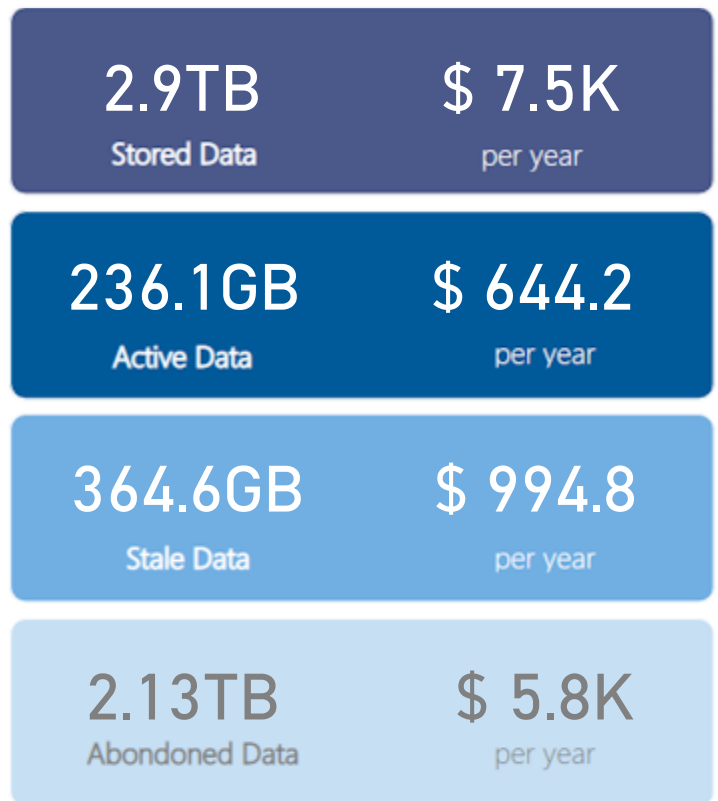 2.9TB $ 7.5K
Stored Data per year
236.1GB $ 644.2
Active Data per year
364.6GB $ 994.8
Stale Data per year
2.13TB $ 5.8K
Abondoned Data per year